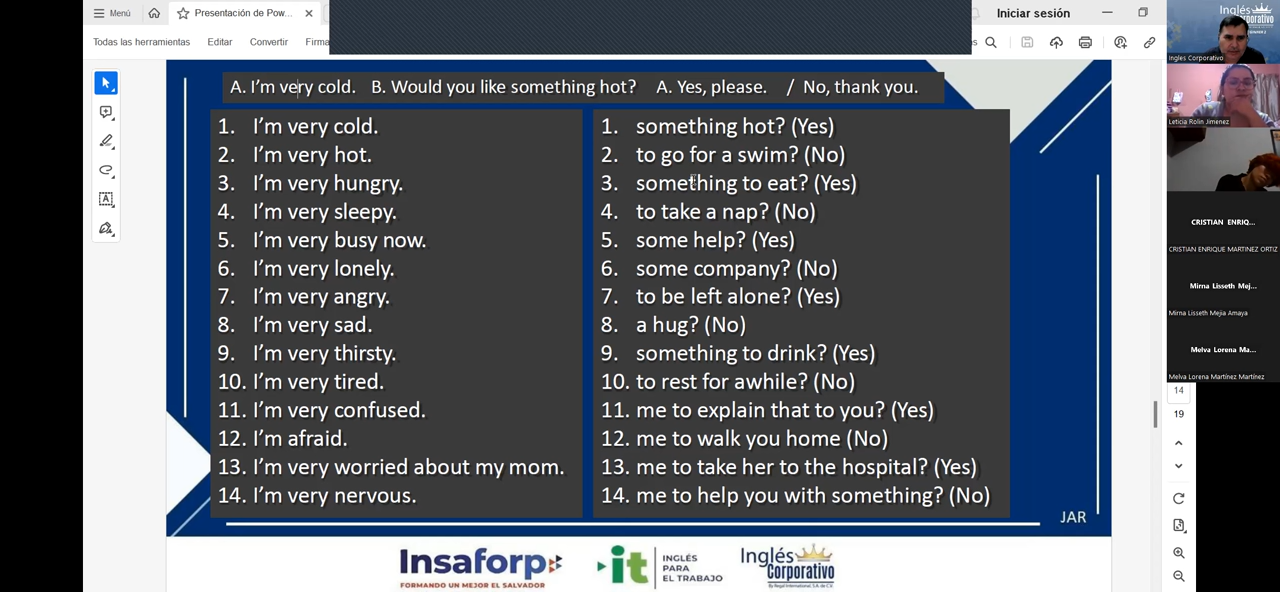 Menú
Presentación de Pow...
Iniciar sesión
Todas las herramientas
Editar
Convertir
Firma
A. I'm very cold. B. Would you like something hot? A. Yes, please. / No, thank you.
1. I'm very cold.
2. I'm very hot.
3. I'm very hungry.
4. I'm very sleepy.
5. I'm very busy now.
6. I'm very lonely.
7. I'm very angry.
8. I'm very sad.
9. I'm very thirsty.
10. I'm very tired.
11. I'm very confused.
12. I'm afraid.
13. I'm very worried about my mom.
14. I'm very nervous.
1. something hot? (Yes)
2. to go for a swim? (No)
3. something to eat? (Yes)
4. to take a nap? (No)
5. some help? (Yes)
6. some company? (No)
7. to be left alone? (Yes)
8. a hug? (No)
9. something to drink? (Yes)
10. to rest for awhile? (No)
11. me to explain that to you? (Yes)
12. me to walk you home (No)
13. me to take her to the hospital? (Yes)
14. me to help you with something? (No)
JAR
Insaforp
FORMANDO UN MEJOR EL SALVADOR
it
INGLÉS
PARA
EL TRABAJO
Inglés
Corporativo
By Regal International, S.A. de C.V.
14
19
Inglés
Corporativo
Ingles Corporativo
Leticia Rolin Jimenez
CRISTIAN ENRIQ...
CRISTIAN ENRIQUE MARTINEZ ORTIZ
Mirna Lisseth Mej...
Mirna Lisseth Mejia Amaya
Melva Lorena Ma...
Melva Lorena Martínez Martínez